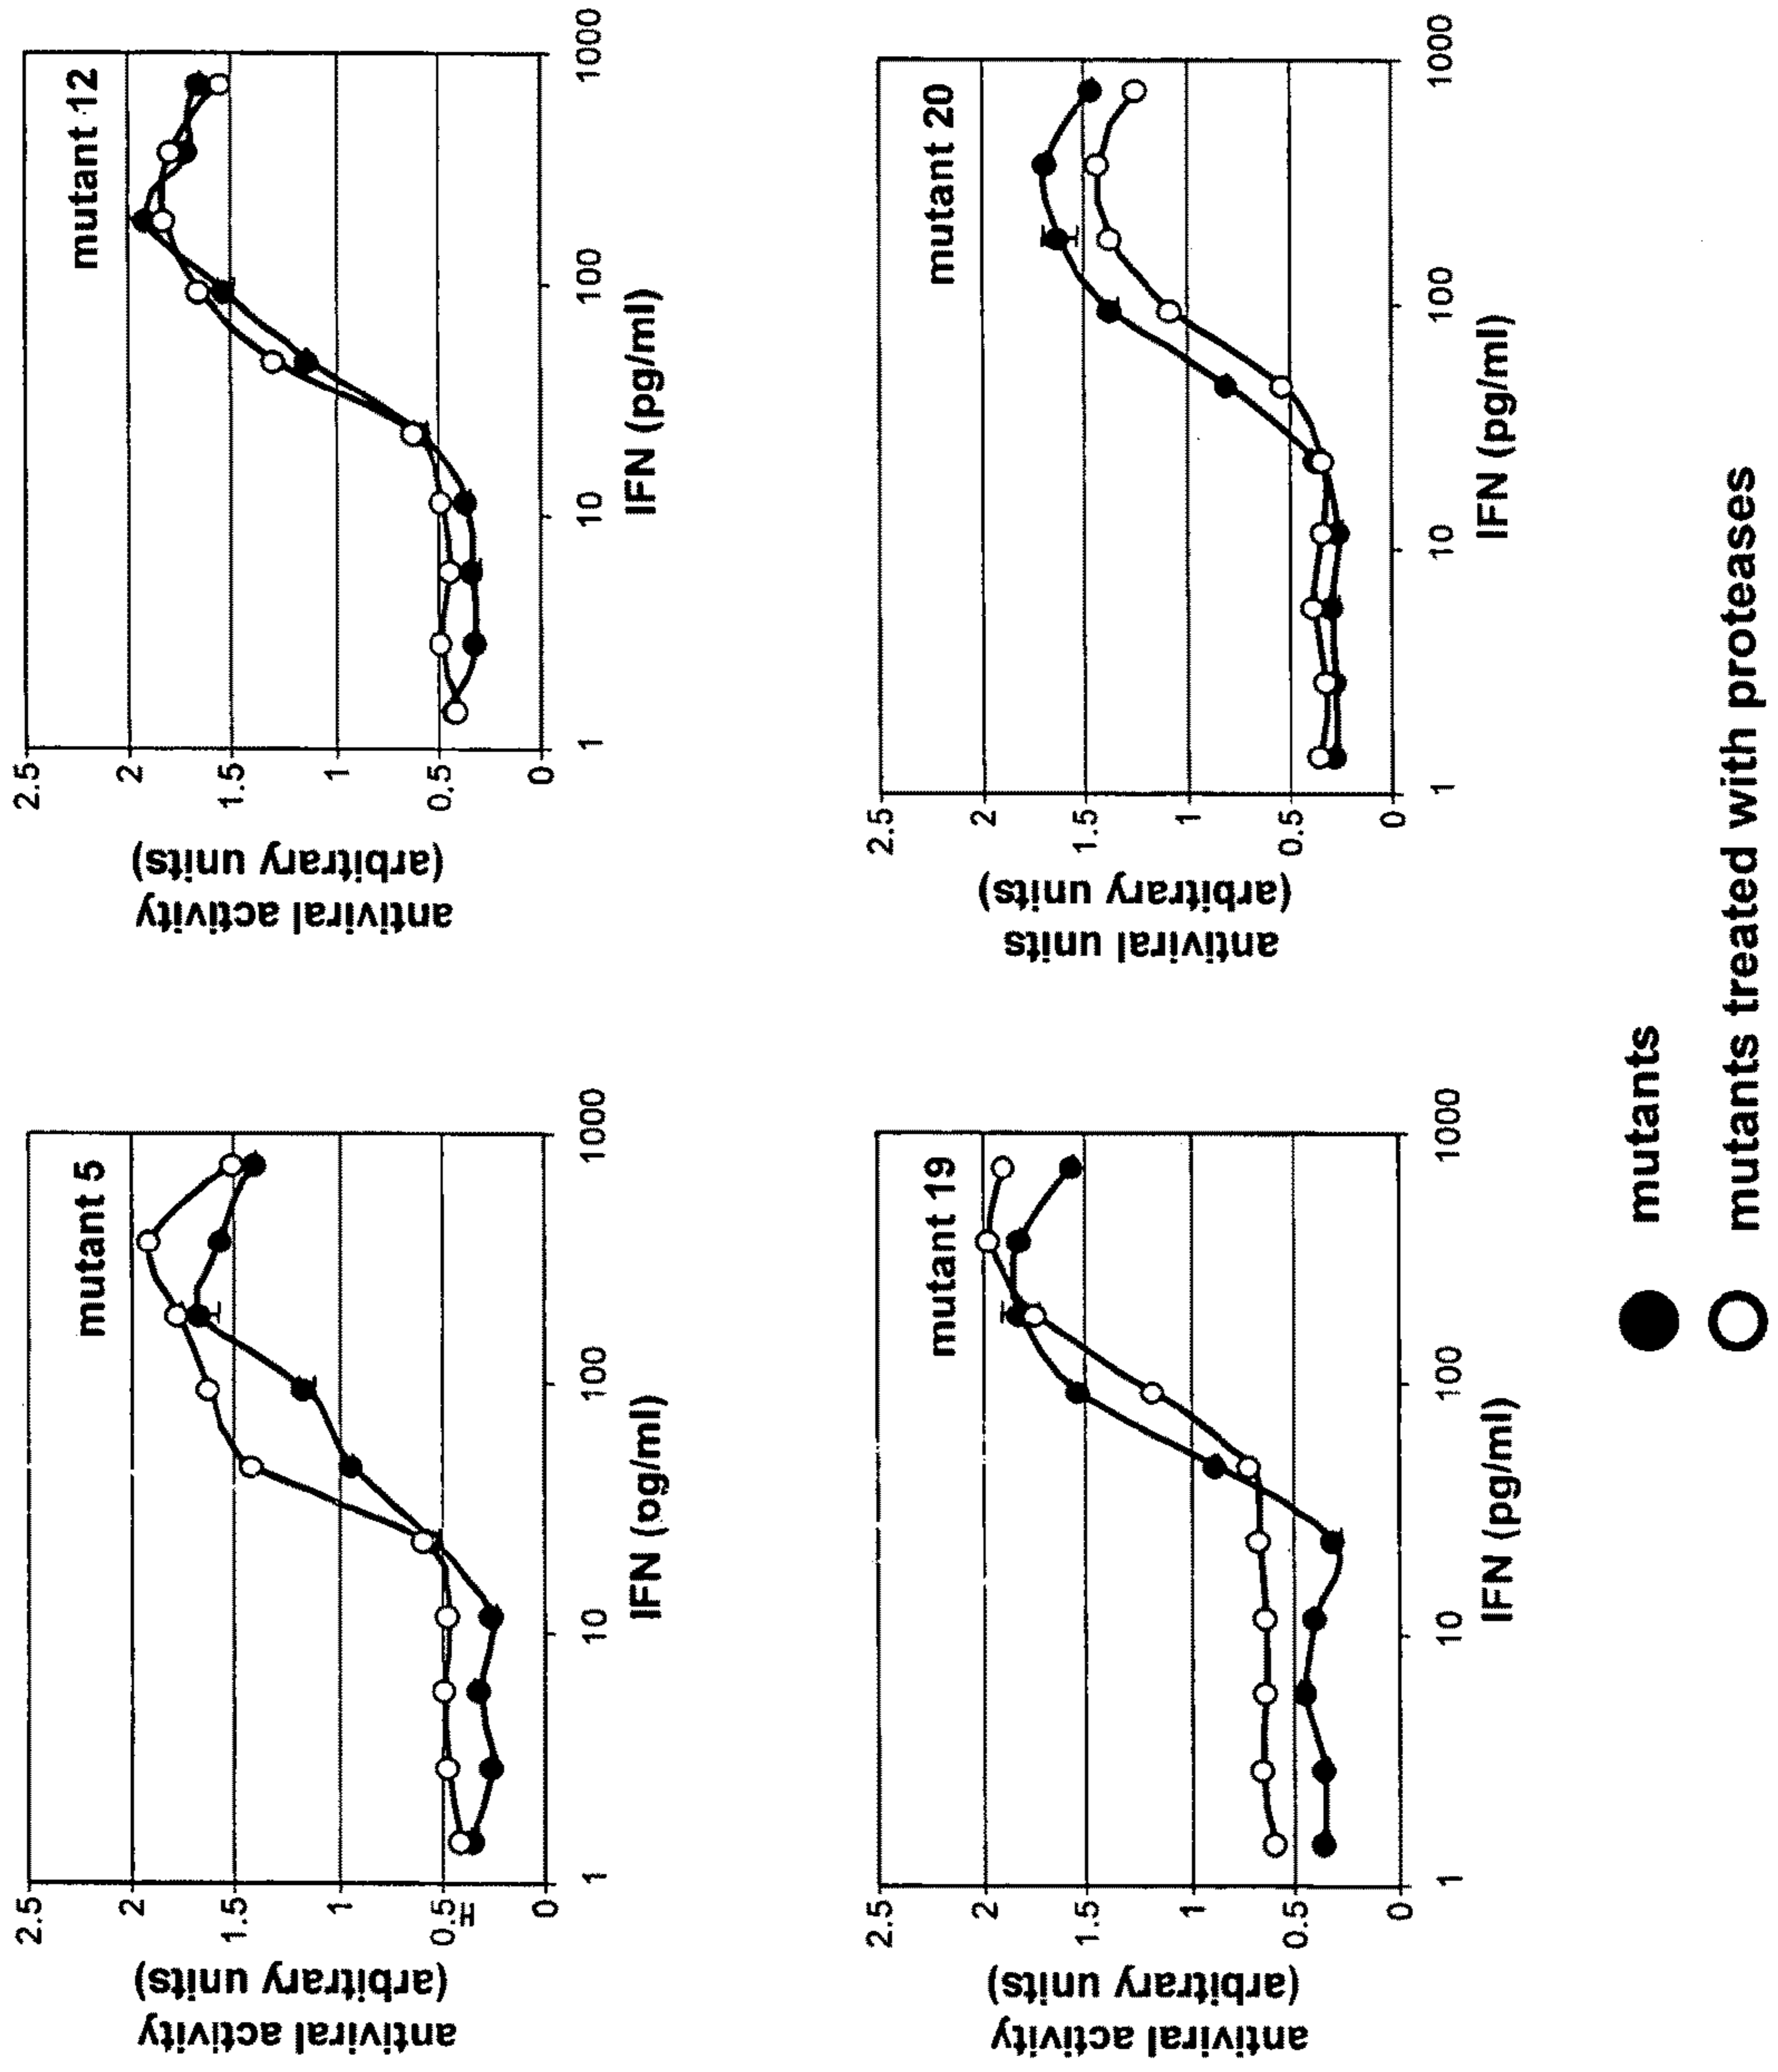 mutant 5
antiviral activity
(arbitrary units)
2.5
2
1.5
1
0.5
0
1
10
100
1000
IFN (og/ml)
mutant 12
antiviral activity
(arbitrary units)
2.5
2
1.5
1
0.5
0
1
10
100
1000
IFN (pg/ml)
mutant 19
antiviral activity
(arbitrary units)
2.5
2
1.5
1
0.5
0
1
10
100
1000
IFN (pg/ml)
mutant 20
antiviral units
(arbitrary units)
2.5
2
1.5
1
0.5
0
1
10
100
1000
IFN (pg/ml)
mutants
mutants treated with proteases